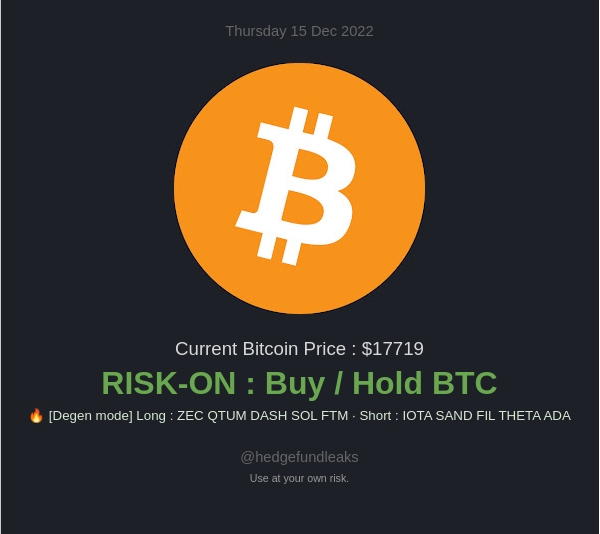 Thursday 15 Dec 2022
Current Bitcoin Price : $17719
RISK-ON : Buy / Hold BTC
🔥 [Degen mode] Long : ZEC QTUM DASH SOL FTM · Short : IOTA SAND FIL THETA ADA
@hedgefundleaks
Use at your own risk.